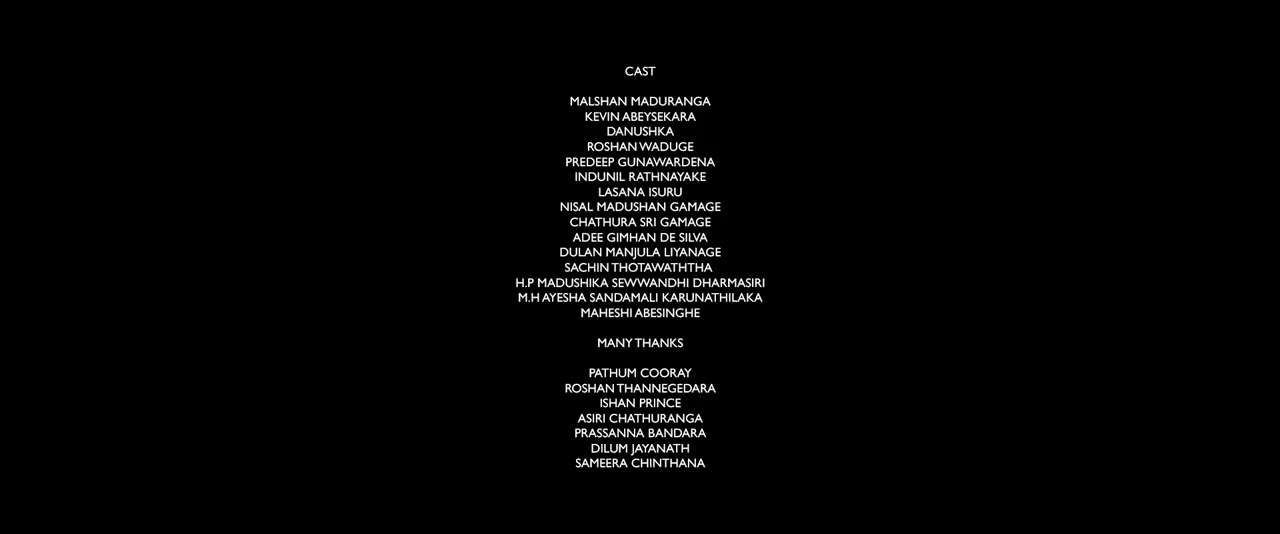 CAST
MALSHAN MADURANGA
KEVIN ABEYSEKARA
DANUSHKA
ROSHAN WADUGE
PREDEEP GUNAWARDENA
INDUNIL RATHNAYAKE
LASANA ISURU
NISAL MADUSHAN GAMAGE
CHATHURA SRI GAMAGE
ADEE GIMHAN DE SILVA
DULAN MANJULA LIYANAGE
SACHIN THOTAWATHTHA
H.P MADUSHIKA SEWWANDHI DHARMASIRI
M.H AYESHA SANDAMALI KARUNATHILAKA
MAHESHI ABESINGHE
MANY THANKS
PATHUM COORAY
ROSHAN THANNEGEDARA
ISHAN PRINCE
ASIRI CHATHURANGA
PRASSANNA BANDARA
DILUM JAYANATH
SAMEERA CHINTHANA